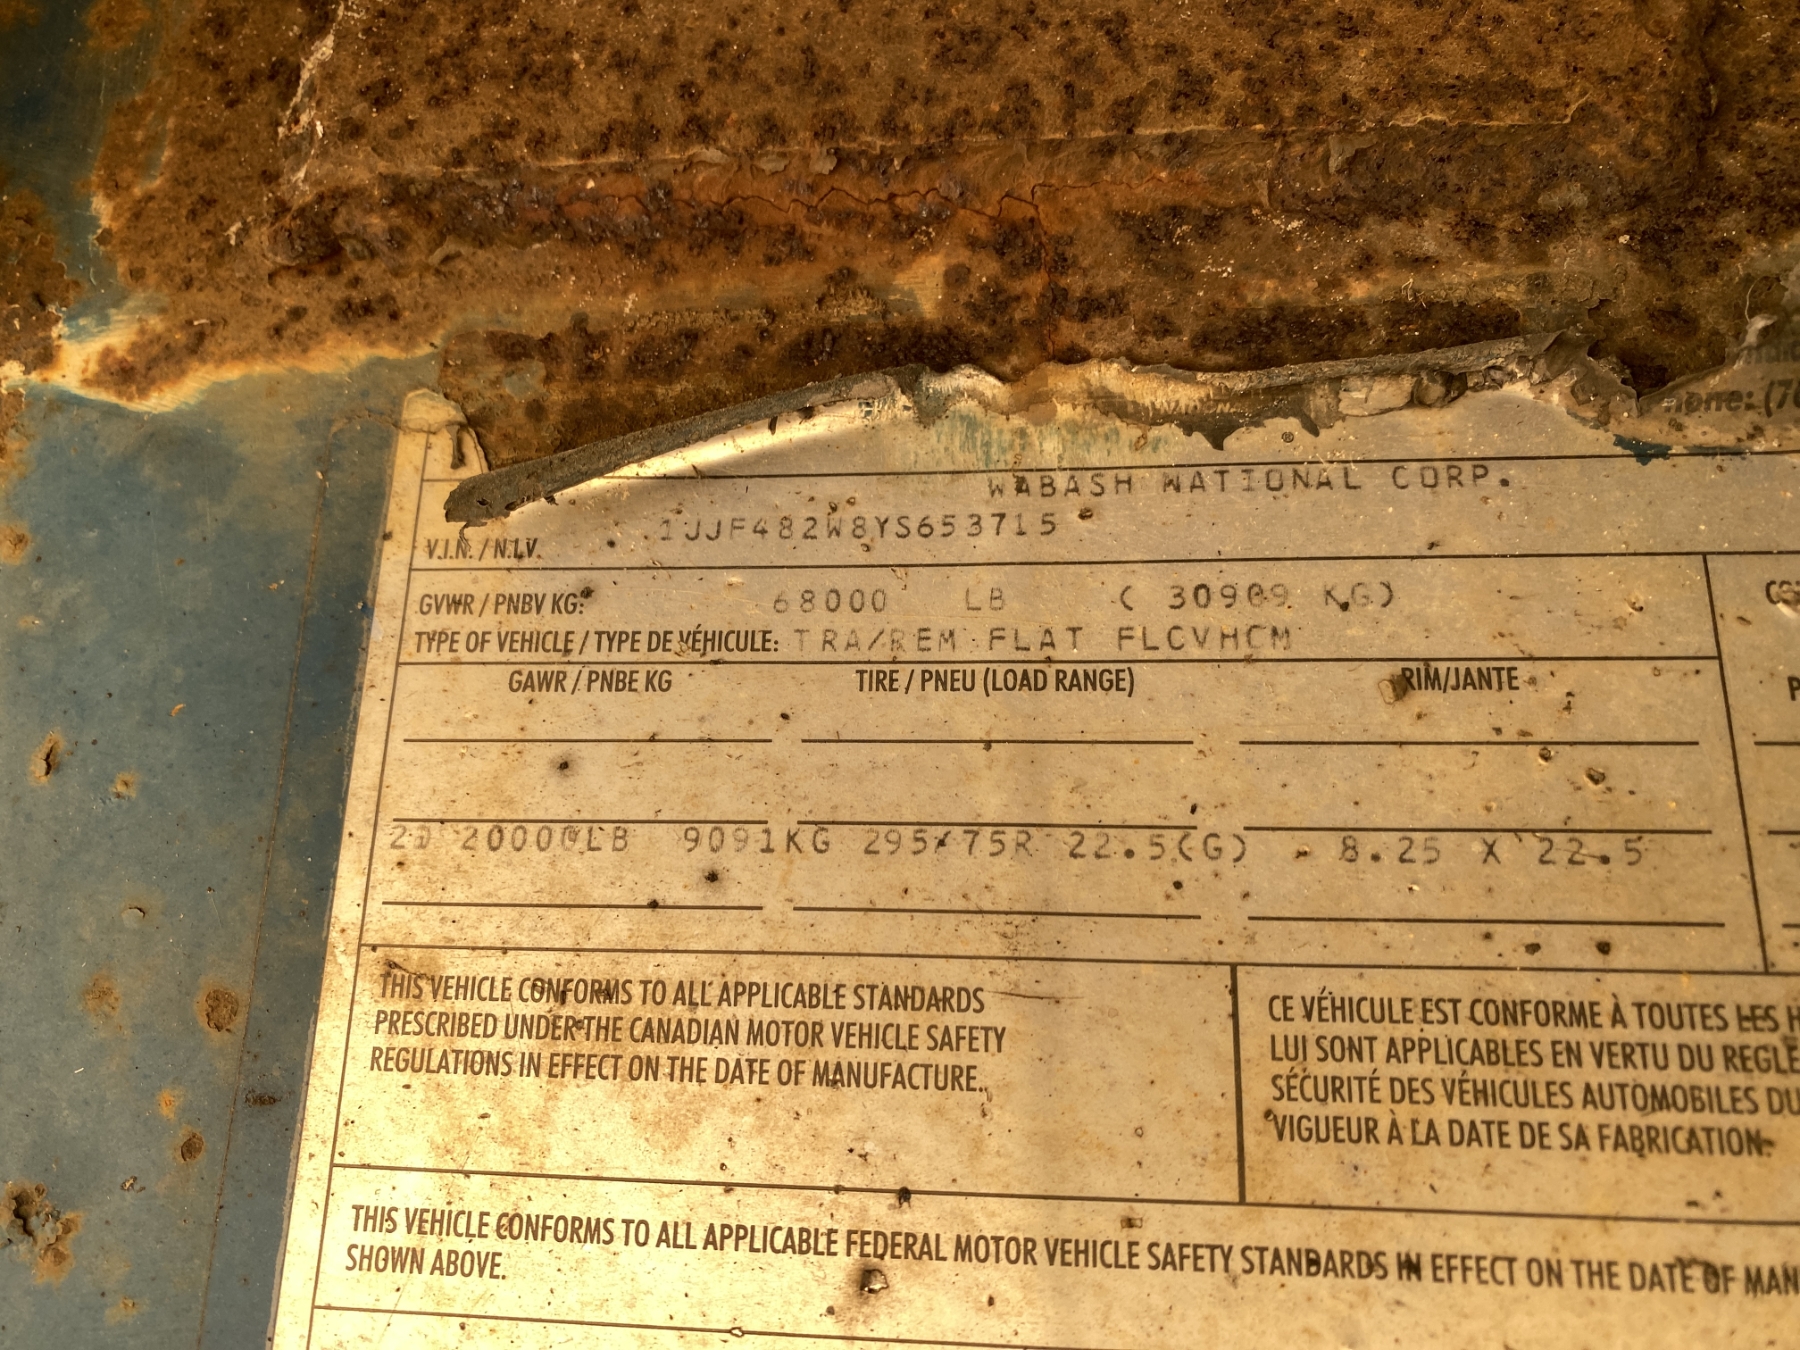 hone: (70
®
WABASH NATIONAL CORP.
V.I.N. / N.I.V. 1JJF482W8YS653715
GVWR / PNBV KG: 68000 LB ( 30909 KG)
TYPE OF VEHICLE / TYPE DE VÉHICULE: TRA/REM FLAT FLCVHCM
GAWR / PNBE KG TIRE / PNEU (LOAD RANGE) RIM/JANTE
20000LB 9091KG 295/75R 22.5(G) 8.25 X 22.5
THIS VEHICLE CONFORMS TO ALL APPLICABLE STANDARDS
PRESCRIBED UNDER THE CANADIAN MOTOR VEHICLE SAFETY
REGULATIONS IN EFFECT ON THE DATE OF MANUFACTURE.
CE VÉHICULE EST CONFORME À TOUTES LES
LUI SONT APPLICABLES EN VERTU DU REGLE
SÉCURITÉ DES VÉHICULES AUTOMOBILES DU
VIGUEUR À LA DATE DE SA FABRICATION.
THIS VEHICLE CONFORMS TO ALL APPLICABLE FEDERAL MOTOR VEHICLE SAFETY STANDARDS IN EFFECT ON THE DATE OF MAN
SHOWN ABOVE.